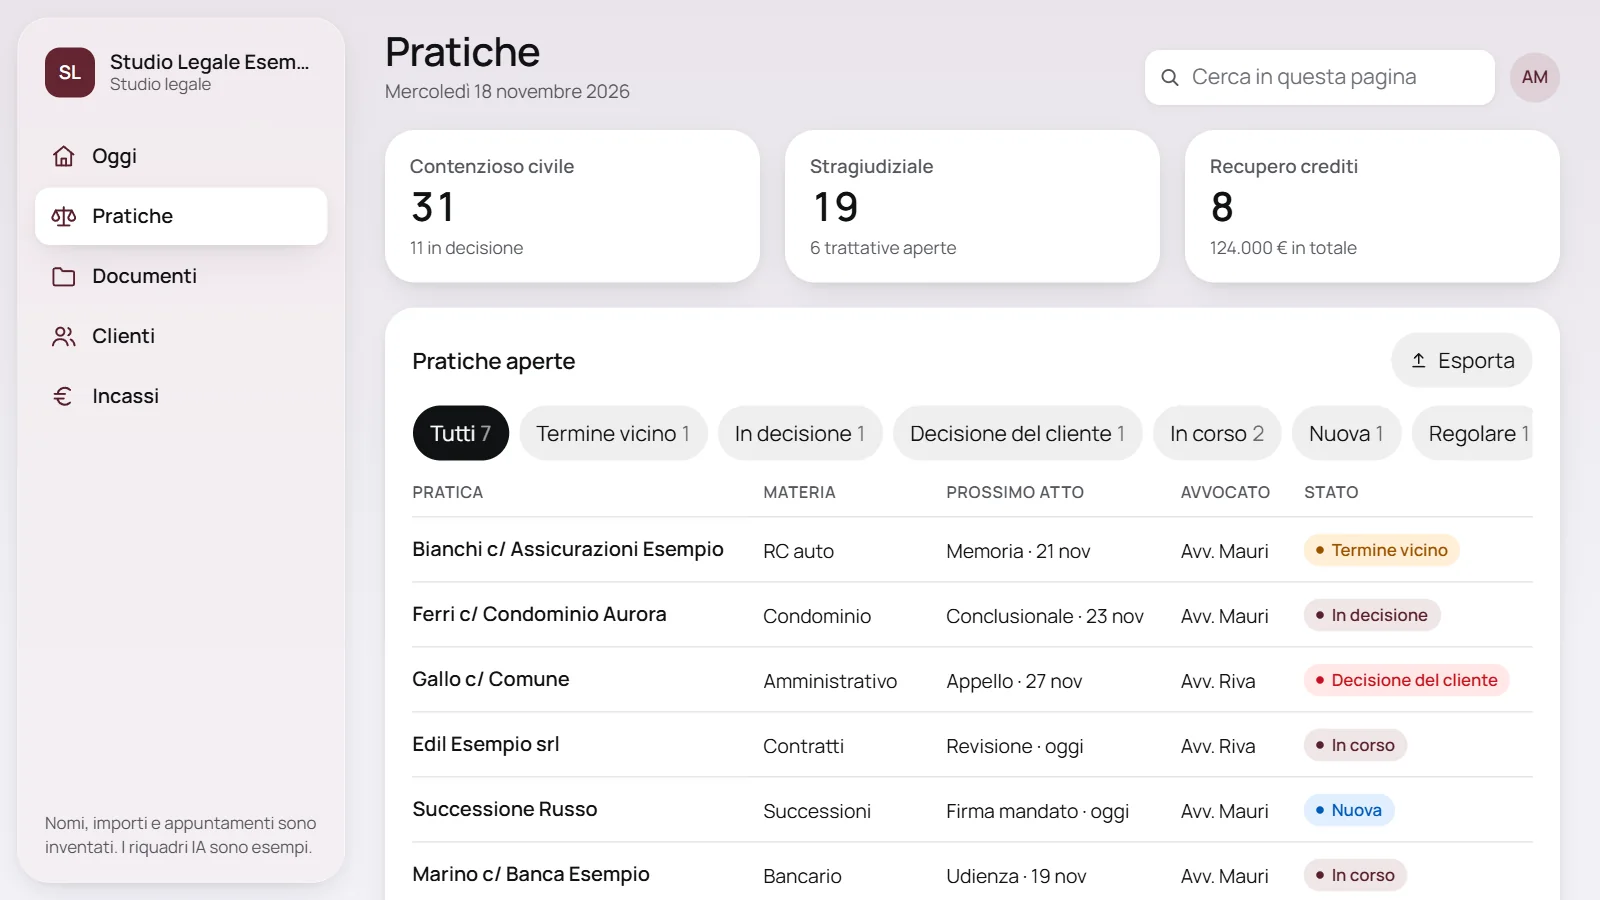 SL
Studio Legale Esem...
Studio legale
Oggi
Pratiche
Documenti
Clienti
Incassi
Nomi, importi e appuntamenti sono
inventati. I riquadri IA sono esempi.
Pratiche
Mercoledì 18 novembre 2026
Cerca in questa pagina
AM
Contenzioso civile
31
11 in decisione
Stragiudiziale
19
6 trattative aperte
Recupero crediti
8
124.000 € in totale
Pratiche aperte
Esporta
Tutti 7
Termine vicino 1
In decisione 1
Decisione del cliente 1
In corso 2
Nuova 1
Regolare 1
PRATICA MATERIA PROSSIMO ATTO AVVOCATO STATO
Bianchi c/ Assicurazioni Esempio RC auto Memoria · 21 nov Avv. Mauri Termine vicino
Ferri c/ Condominio Aurora Condominio Conclusionale · 23 nov Avv. Mauri In decisione
Gallo c/ Comune Amministrativo Appello · 27 nov Avv. Riva Decisione del cliente
Edil Esempio srl Contratti Revisione · oggi Avv. Riva In corso
Successione Russo Successioni Firma mandato · oggi Avv. Mauri Nuova
Marino c/ Banca Esempio Bancario Udienza · 19 nov Avv. Mauri In corso